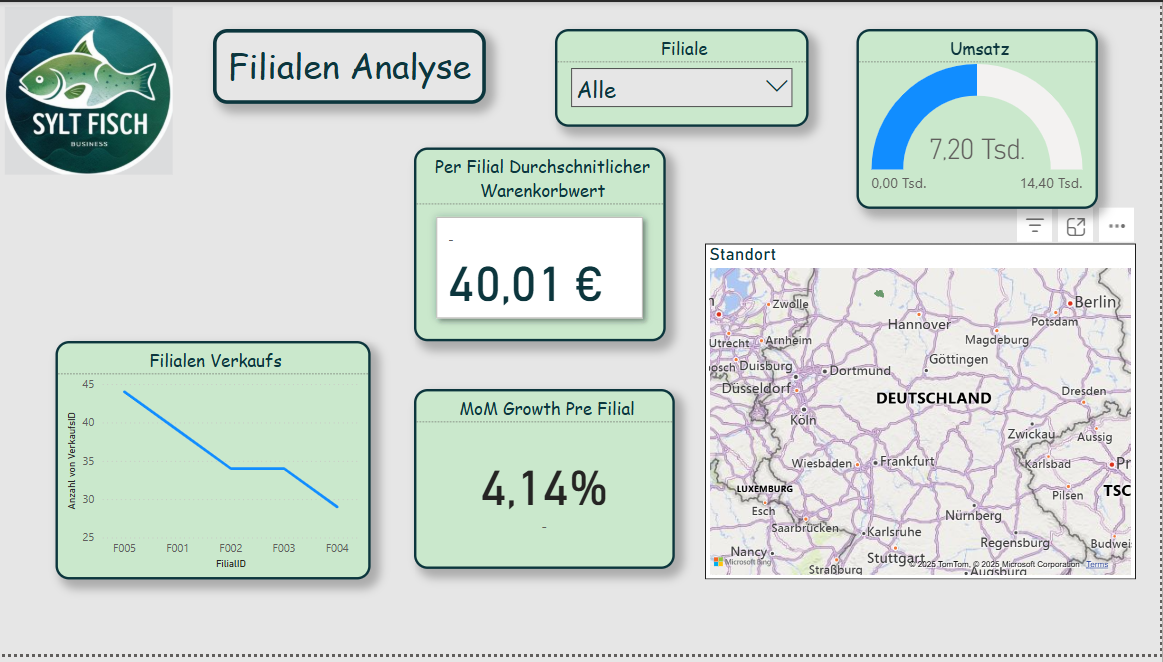 SYLT FISCH
BUSINESS
Filialen Analyse
Filiale
Alle
Umsatz
7,20 Tsd.
0,00 Tsd.
14,40 Tsd.
Per Filial Durchschnitlicher
Warenkorbwert
-
40,01 €
Standort
Zwolle
Berlin
Hannover
Potsdam
Utrecht
Arnheim
Magdeburg
Göttingen
osch
Duisburg
Dortmund
Düsseldorf
Dresden
DEUTSCHLAND
Köln
Zwickau
Aussig
Wiesbaden
Frankfurt
Karlsbad
Pr
LUXEMBURG
Pilsen
TSC
Esch
Nürnberg
Saarbrücken
Karlsruhe
Regensburg
Budwei
Nancy
Stuttgart
Microsoft Bing
© 2025 TomTom, © 2025 Microsoft Corporation
Terms
Straßburg
Augsburg
Filialen Verkaufs
45
40
35
30
25
Anzahl von VerkaufsID
F005
F001
F002
F003
F004
FilialID
MoM Growth Pre Filial
4,14%
-